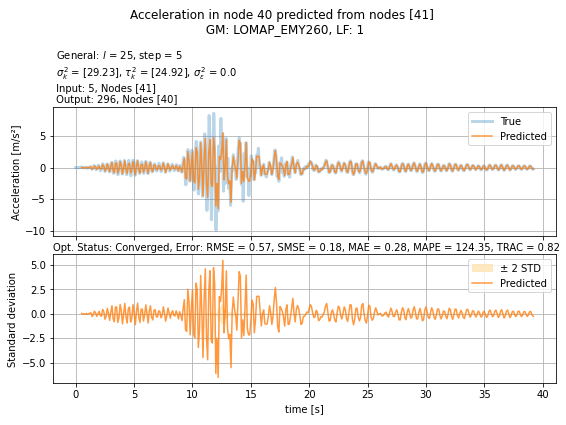 Acceleration in node 40 predicted from nodes [41]
GM: LOMAP_EMY260, LF: 1
General: l = 25, step = 5
σ²ₖ = [29.23], τ²ₖ = [24.92], σ²ε = 0.0
Input: 5, Nodes [41]
Output: 296, Nodes [40]
True
Predicted
Acceleration [m/s²]
5
0
−5
−10
Opt. Status: Converged, Error: RMSE = 0.57, SMSE = 0.18, MAE = 0.28, MAPE = 124.35, TRAC = 0.82
± 2 STD
Predicted
Standard deviation
5.0
2.5
0.0
−2.5
−5.0
0 5 10 15 20 25 30 35 40
time [s]